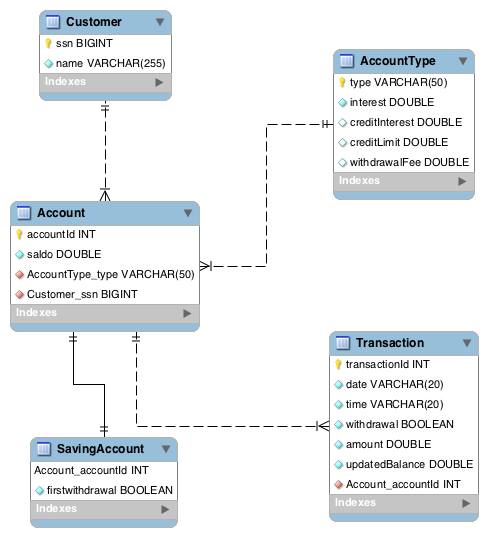 Customer
ssn BIGINT
name VARCHAR(255)
Indexes
AccountType
type VARCHAR(50)
interest DOUBLE
creditInterest DOUBLE
creditLimit DOUBLE
withdrawalFee DOUBLE
Indexes
Account
accountId INT
saldo DOUBLE
AccountType_type VARCHAR(50)
Customer_ssn BIGINT
Indexes
Transaction
transactionId INT
date VARCHAR(20)
time VARCHAR(20)
withdrawal BOOLEAN
amount DOUBLE
updatedBalance DOUBLE
Account_accountId INT
Indexes
SavingAccount
Account_accountId INT
firstwithdrawal BOOLEAN
Indexes